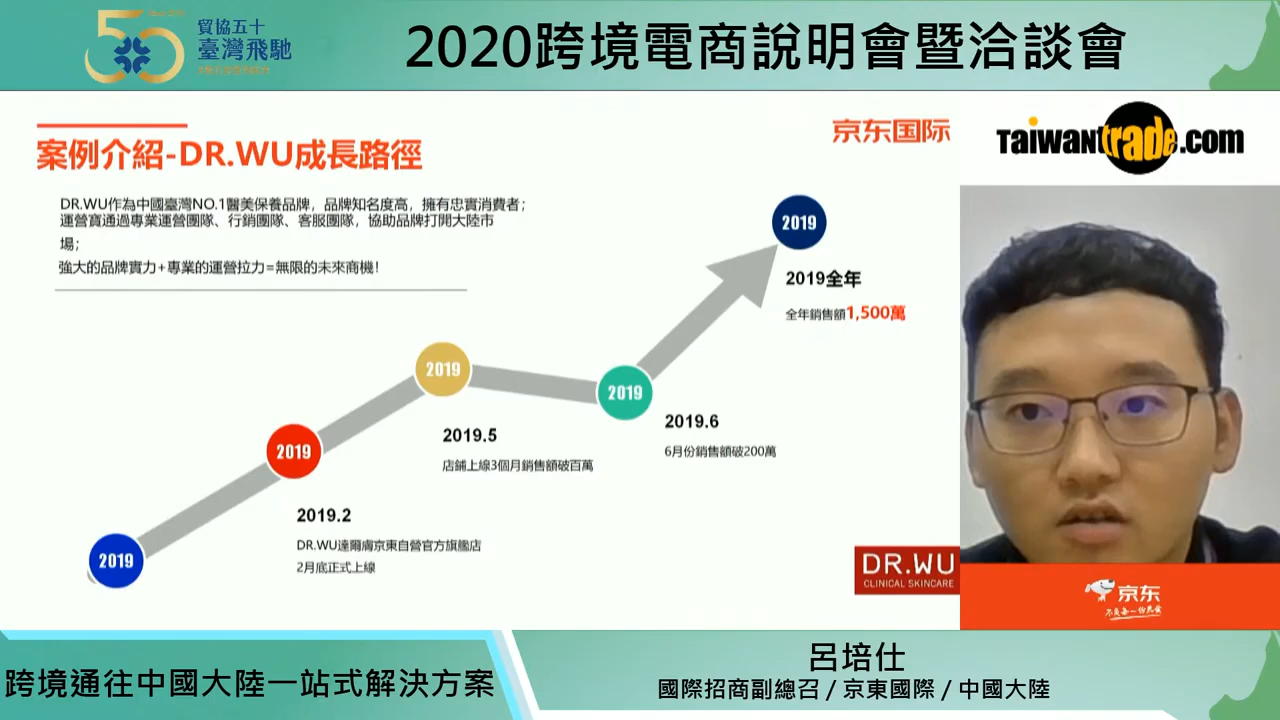 50
貿協五十
臺灣飛馳
2020跨境電商說明會暨洽談會
案例介紹-DR.WU成長路徑
京东国际
Taiwantrade.com
DR.WU作為中國臺灣NO.1醫美保養品牌，品牌知名度高，擁有忠實消費者；
運營寶通過專業運營團隊、行銷團隊、客服團隊，協助品牌打開大陸市
場；
強大的品牌實力+專業的運營拉力=無限的未來商機！
2019
2019全年
全年銷售額1,500萬
2019
2019
2019.5
店鋪上線3個月銷售額破百萬
2019.6
6月份銷售額破200萬
2019
2019.2
DR.WU達爾膚京東自營官方旗艦店
2月底正式上線
2019
DR.WU
CLINICAL SKINCARE
京东
不负每一份热爱
跨境通往中國大陸一站式解決方案
呂培仕
國際招商副總召 / 京東國際 / 中國大陸